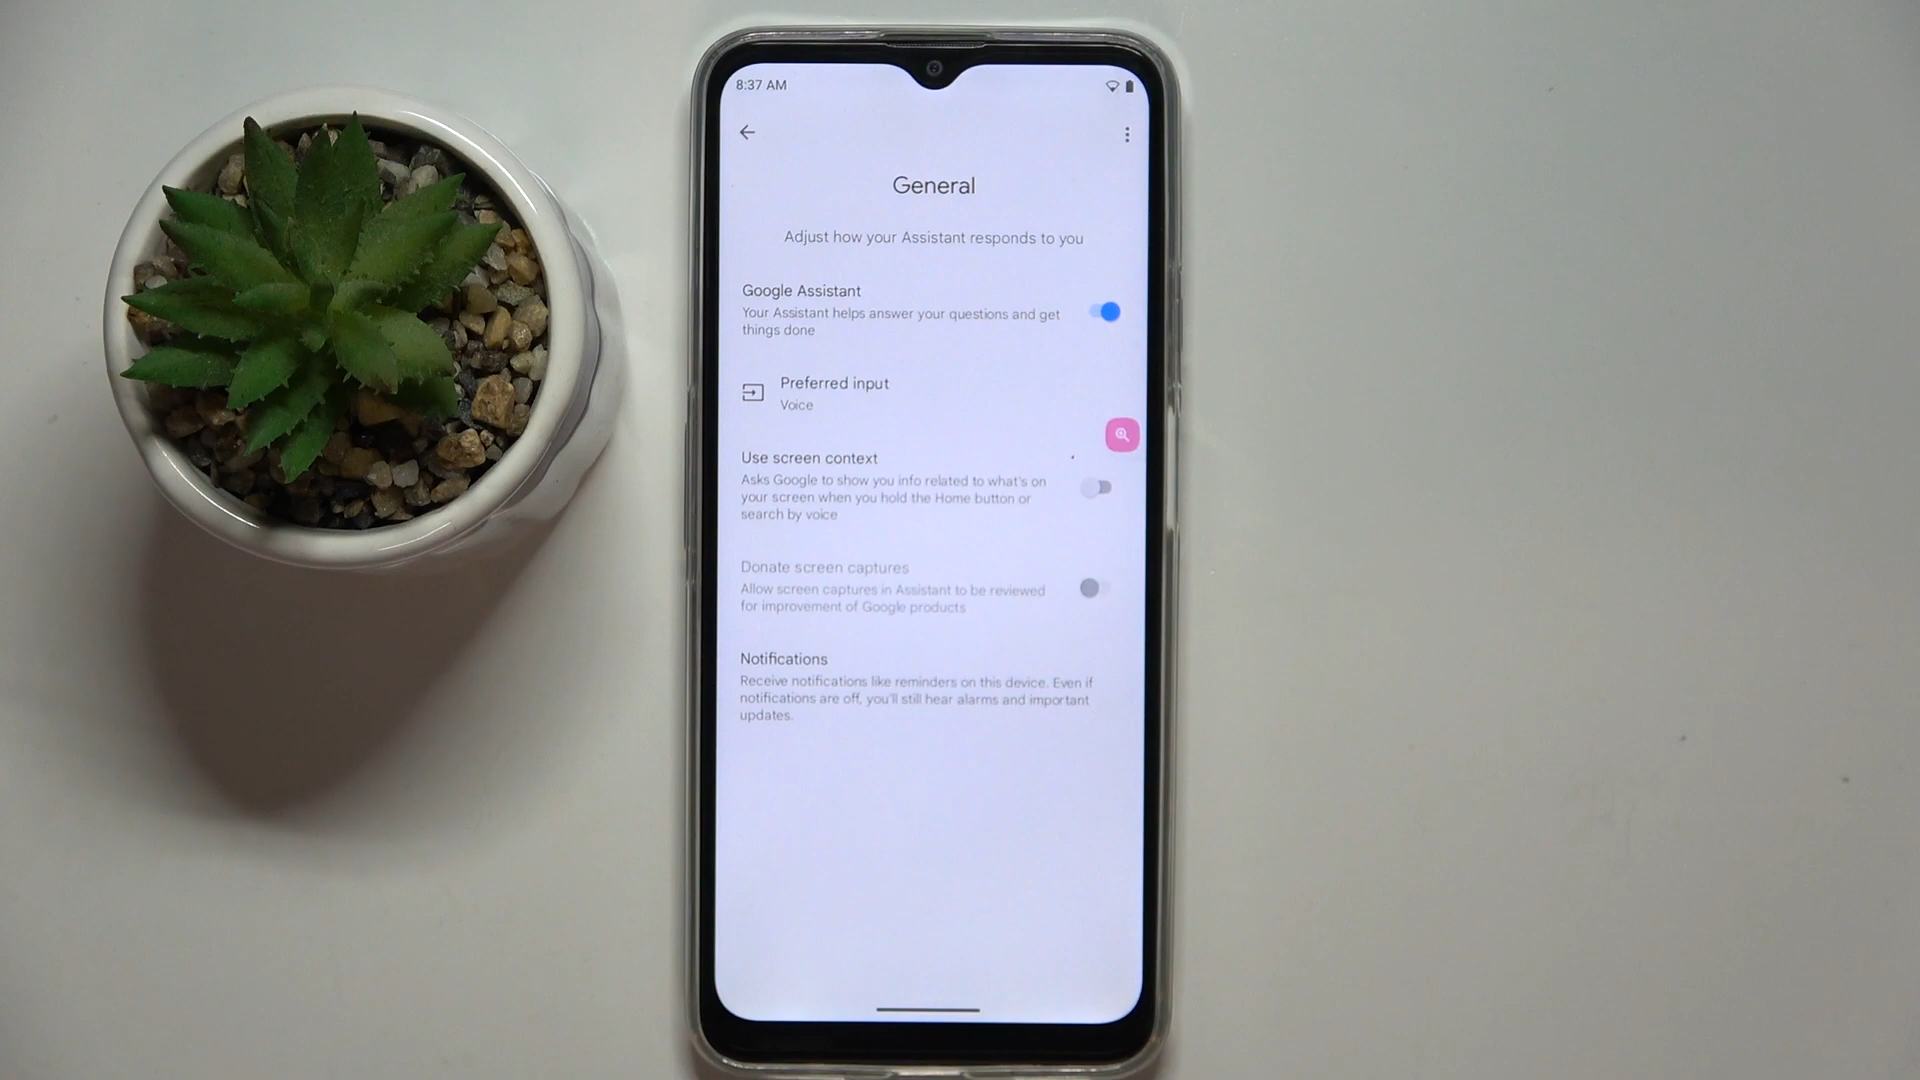 8:37 AM
General
Adjust how your Assistant responds to you
Google Assistant
Your Assistant helps answer your questions and get
things done
Preferred input
Voice
Use screen context
Asks Google to show you info related to what's on
your screen when you hold the Home button or
search by voice
Donate screen captures
Allow screen captures in Assistant to be reviewed
for improvement of Google products
Notifications
Receive notifications like reminders on this device. Even if
notifications are off, you'll still hear alarms and important
updates.